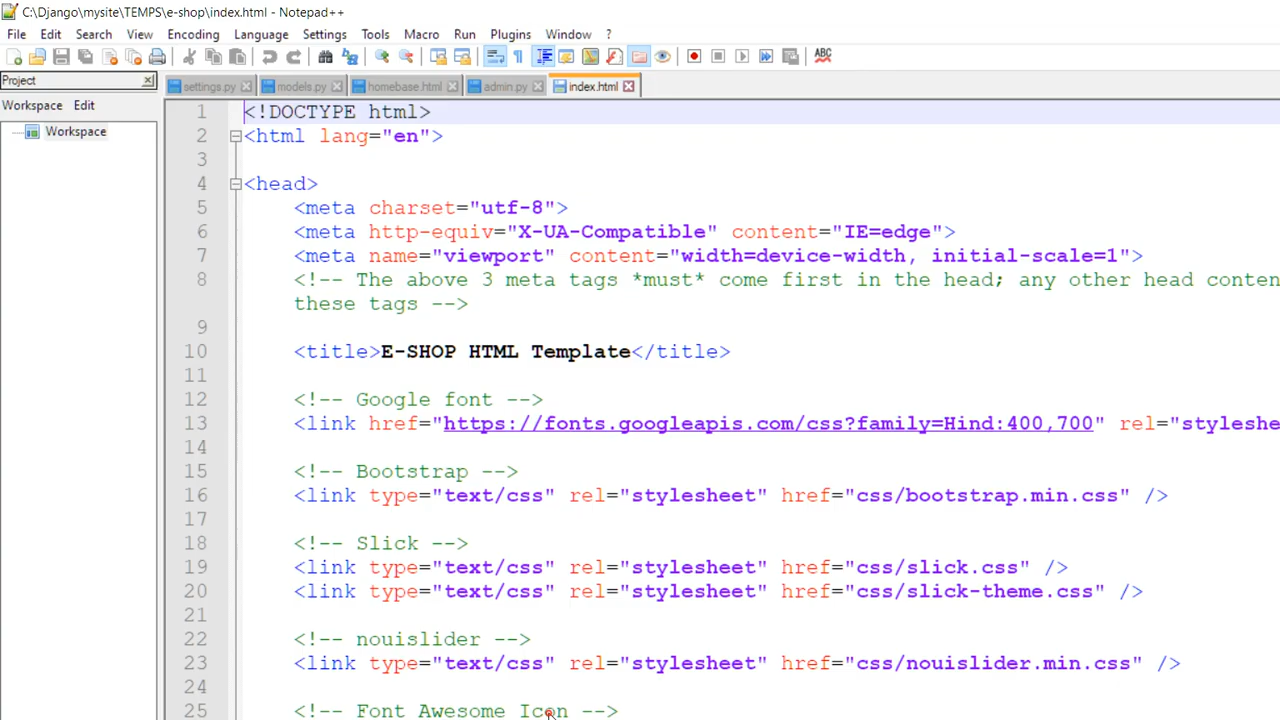 C:\Django\mysite\TEMPS\e-shop\index.html - Notepad++
File Edit Search View Encoding Language Settings Tools Macro Run Plugins Window ?
ABC
Project
settings.py models.py homebase.html admin.py index.html
Workspace Edit
Workspace
1 <!DOCTYPE html>
2 <html lang="en">
3
4 <head>
5 <meta charset="utf-8">
6 <meta http-equiv="X-UA-Compatible" content="IE=edge">
7 <meta name="viewport" content="width=device-width, initial-scale=1">
8 <!-- The above 3 meta tags *must* come first in the head; any other head conten
these tags -->
9
10 <title>E-SHOP HTML Template</title>
11
12 <!-- Google font -->
13 <link href="https://fonts.googleapis.com/css?family=Hind:400,700" rel="styleshe
14
15 <!-- Bootstrap -->
16 <link type="text/css" rel="stylesheet" href="css/bootstrap.min.css" />
17
18 <!-- Slick -->
19 <link type="text/css" rel="stylesheet" href="css/slick.css" />
20 <link type="text/css" rel="stylesheet" href="css/slick-theme.css" />
21
22 <!-- nouislider -->
23 <link type="text/css" rel="stylesheet" href="css/nouislider.min.css" />
24
25 <!-- Font Awesome Icon -->